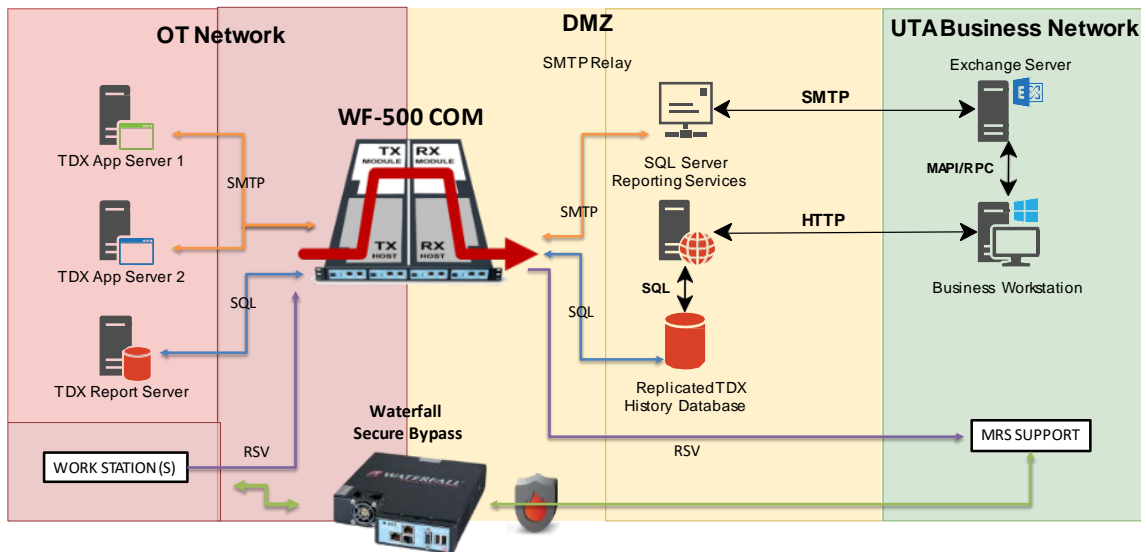 OT Network
DMZ
UTA Business Network
SMTP Relay
Exchange Server
SMTP
WF-500 COM
TX
MODULE
RX
MODULE
TX
HOST
RX
HOST
TDX App Server 1
SMTP
SQL Server
Reporting Services
MAPI/RPC
SMTP
HTTP
TDX App Server 2
SQL
SQL
SQL
Business Workstation
TDX Report Server
Replicated TDX
History Database
Waterfall
Secure Bypass
WORK STATION(S)
RSV
RSV
MRS SUPPORT
WATERFALL